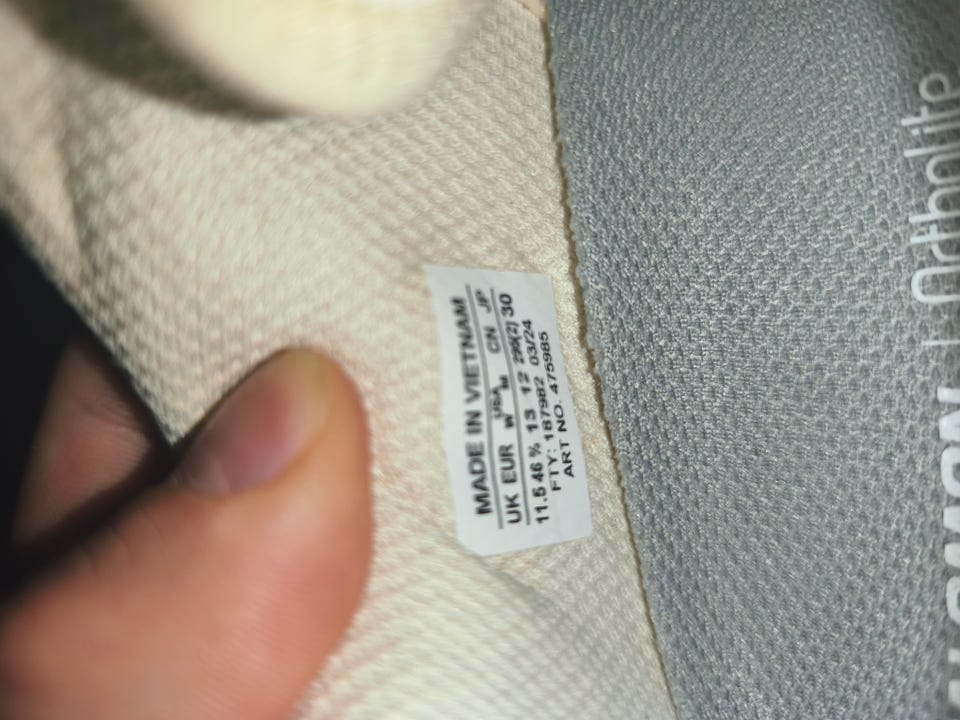 MADE IN VIETNAM
UK EUR USA CN JP
W M
11.5 46 ⅔ 13 12 295(2) 30
FTY: 187982 03/24
ART NO. 475985
SALOMON | Ortholite